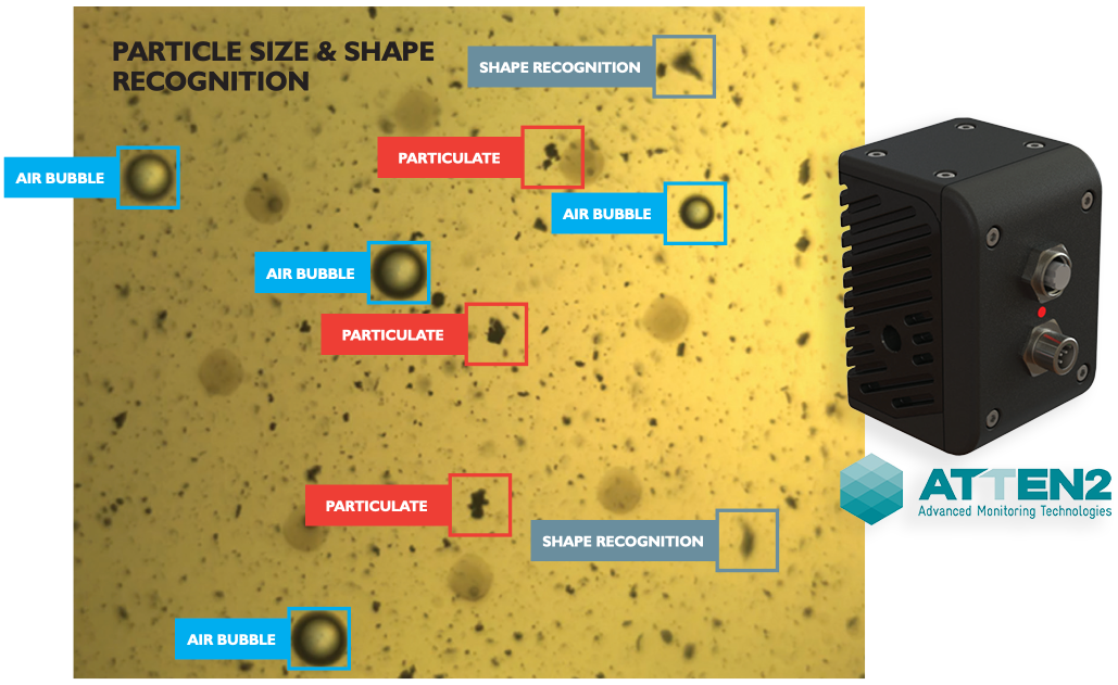 PARTICLE SIZE & SHAPE
RECOGNITION
SHAPE RECOGNITION
PARTICULATE
AIR BUBBLE
AIR BUBBLE
AIR BUBBLE
PARTICULATE
PARTICULATE
SHAPE RECOGNITION
AIR BUBBLE
ATTEN2
Advanced Monitoring Technologies